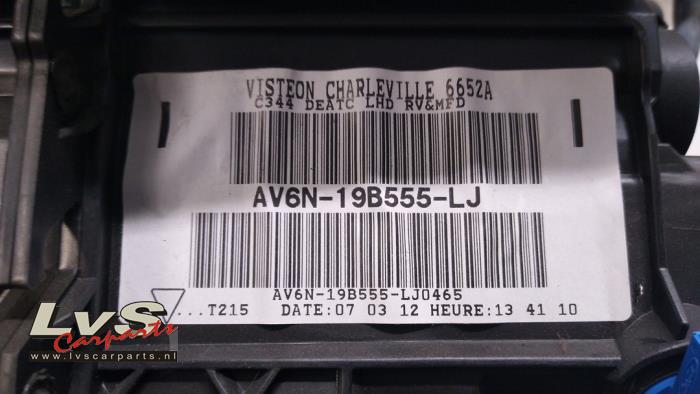 VISTEON CHARLEVILLE 6652A
C344 DEATC LHD RV&MFD
AV6N-19B555-LJ
AV6N-19B555-LJ0465
...T215 DATE:07 03 12 HEURE:13 41 10
LvS
Carparts
www.lvscarparts.nl